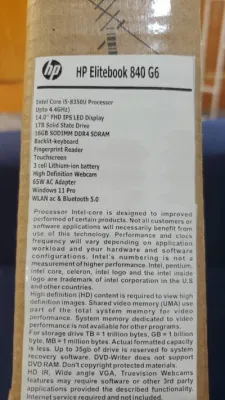 hp
HP Elitebook 840 G6
Intel Core i5-8350U Processor
Upto 4.4GHz)
14.0" FHD IPS LED Display
1TB Solid State Drive
16GB SODIMM DDR4 SDRAM
Backlit-keyboard
Fingerprint Reader
Touchscreen
3 cell Lithium-ion battery
High Definition Webcam
65W AC Adapter
Windows 11 Pro
WLAN ac & Bluetooth 5.0
Processor Intel-core is designed to improved
performed of certain products. Not all customers or
software applications will necessarily benefit from
use of this technology. Performance and clock
frequency will vary depending on application
workload and your hardware and software
configurations. Intel's numbering is not a
measurement of higher performance. Intel, pentium,
intel core, celeron, intel logo and the intel inside
logo are trademark of intel corporation in the U.S
and other countries.
High definition (HD) content is required to view high
definition images. Shared video memory (UMA) use
part of the total system memory for video
performance. System memory dedicated to video
performance is not available for other programs.
For storage drive TB = 1 trillion bytes, GB = 1 billion
byte, MB = 1 million bytes. Actual formatted capacity
is less. Up to 35gb of drive is reserved for system
recovery software. DVD-Writer does not upload
DVD RAM. Don't copyright protected materials.
HD IR, Wide angle VGA, Truevision Webcams
features may require software or other 3rd party
applications provided the described functionality.
Internet service required and not included.